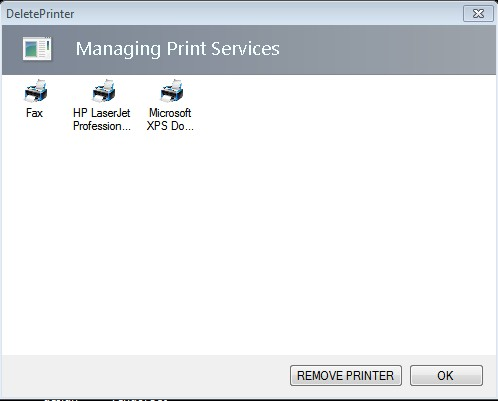 DeletePrinter
Managing Print Services
Fax
HP LaserJet
Profession...
Microsoft
XPS Do...
REMOVE PRINTER
OK